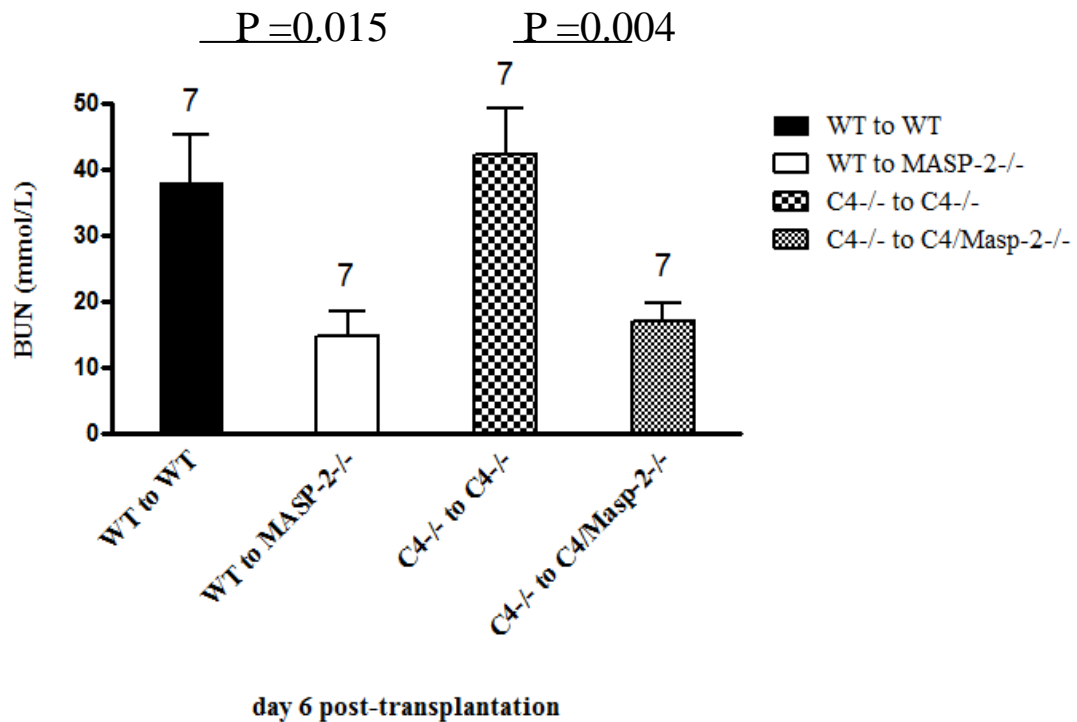 P =0.015 P =0.004
7 7
50
40
30
20
10
0
7 7
BUN (mmol/L)
WT to WT
WT to MASP-2-/-
C4-/- to C4-/-
C4-/- to C4/Masp-2-/-
WT to WT
WT to MASP-2-/-
C4-/- to C4-/-
C4-/- to C4/Masp-2-/-
day 6 post-transplantation